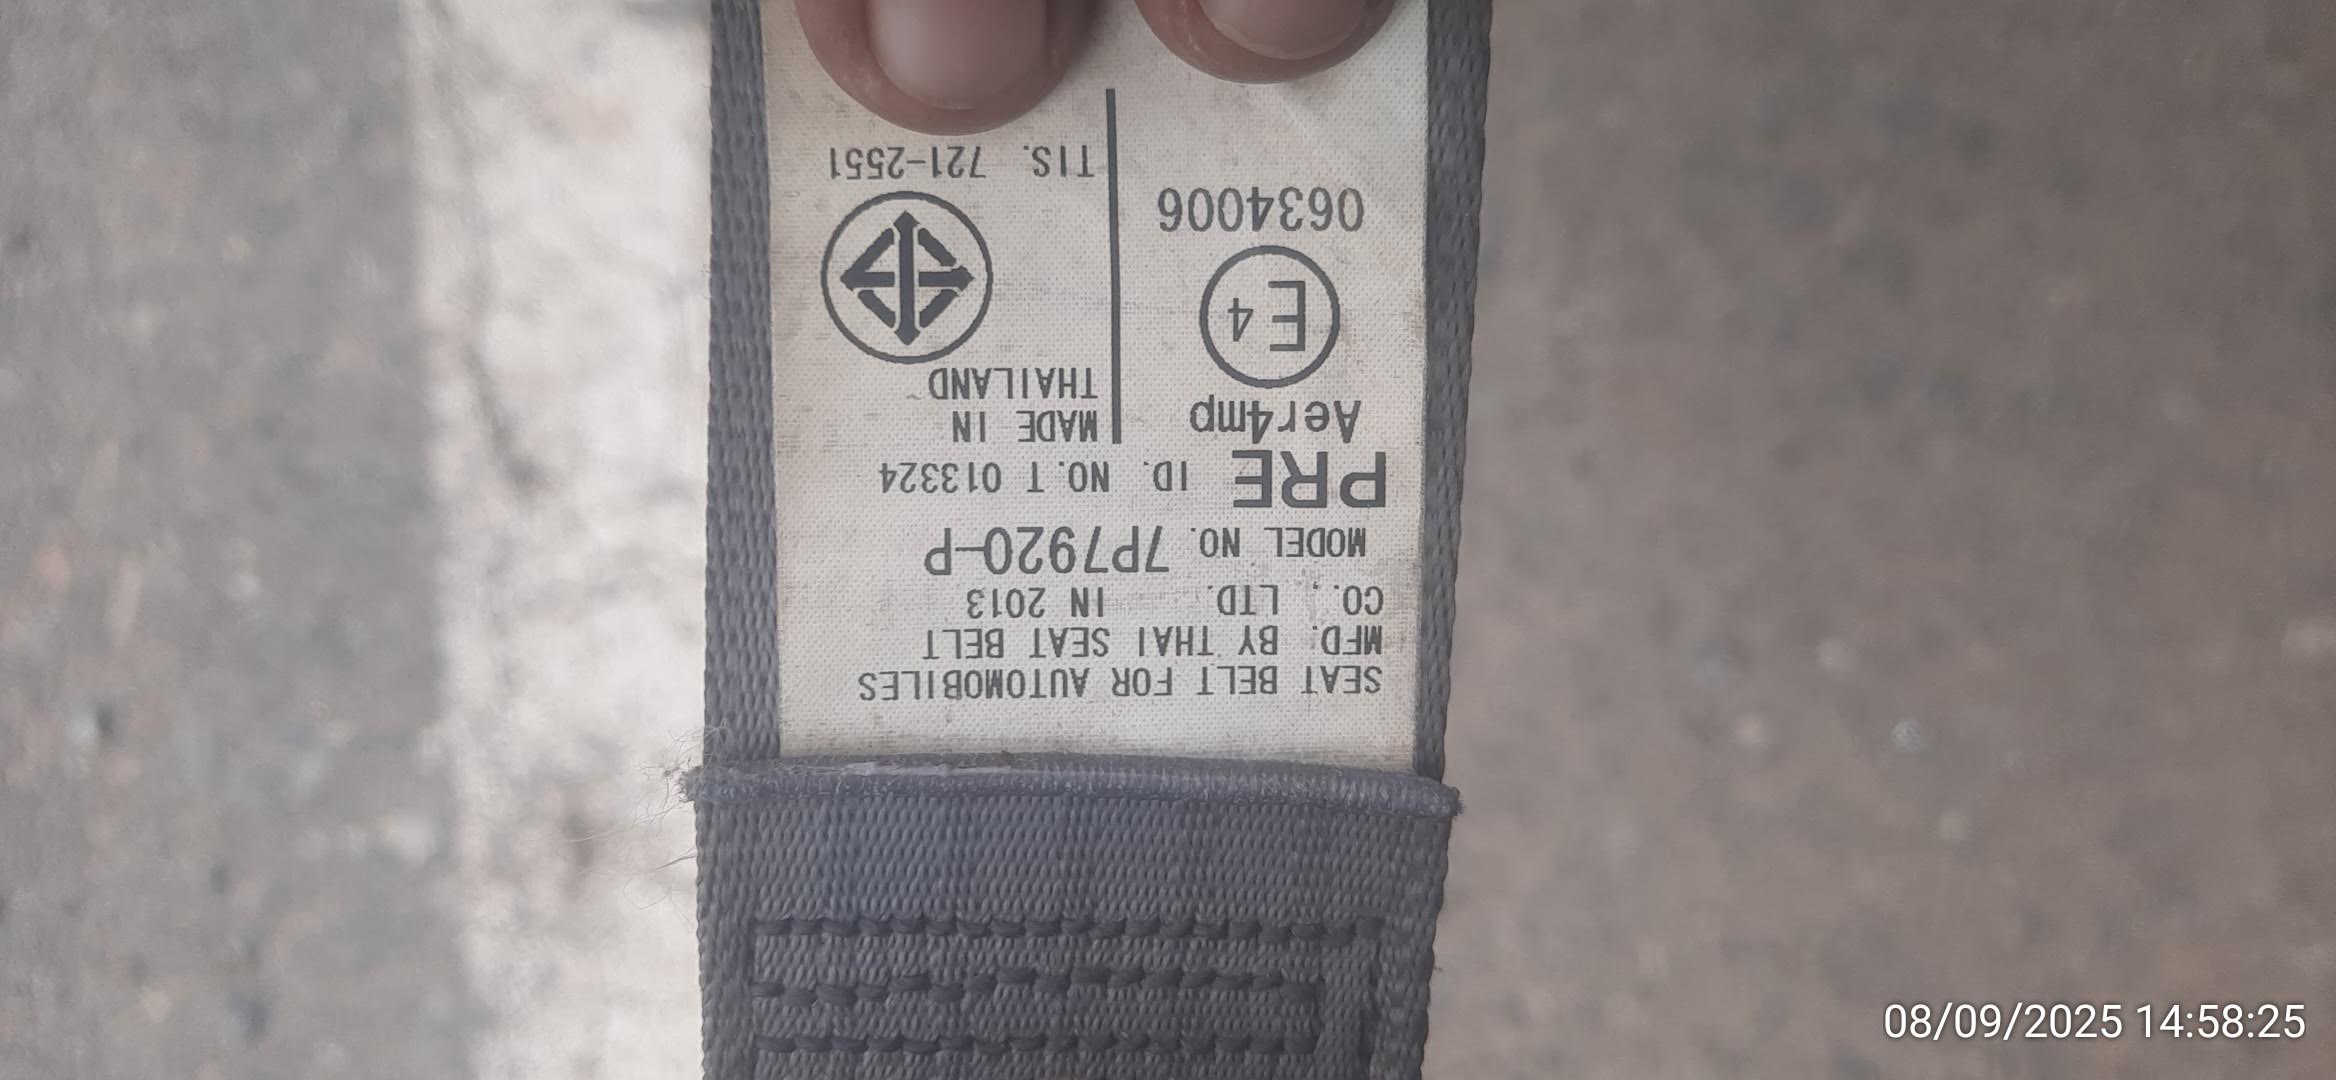 SEAT BELT FOR AUTOMOBILES
MFD. BY THAI SEAT BELT
CO., LTD. IN 2013
MODEL NO. 7P7920-P
PRE ID. NO. T 013324
Aer4mp
E4
0634006
MADE IN
THAILAND
TIS. 721-2551
08/09/2025 14:58:25